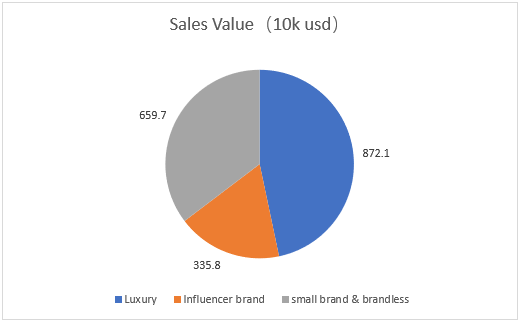 Sales Value（10k usd）
659.7
872.1
335.8
Luxury Influencer brand small brand & brandless